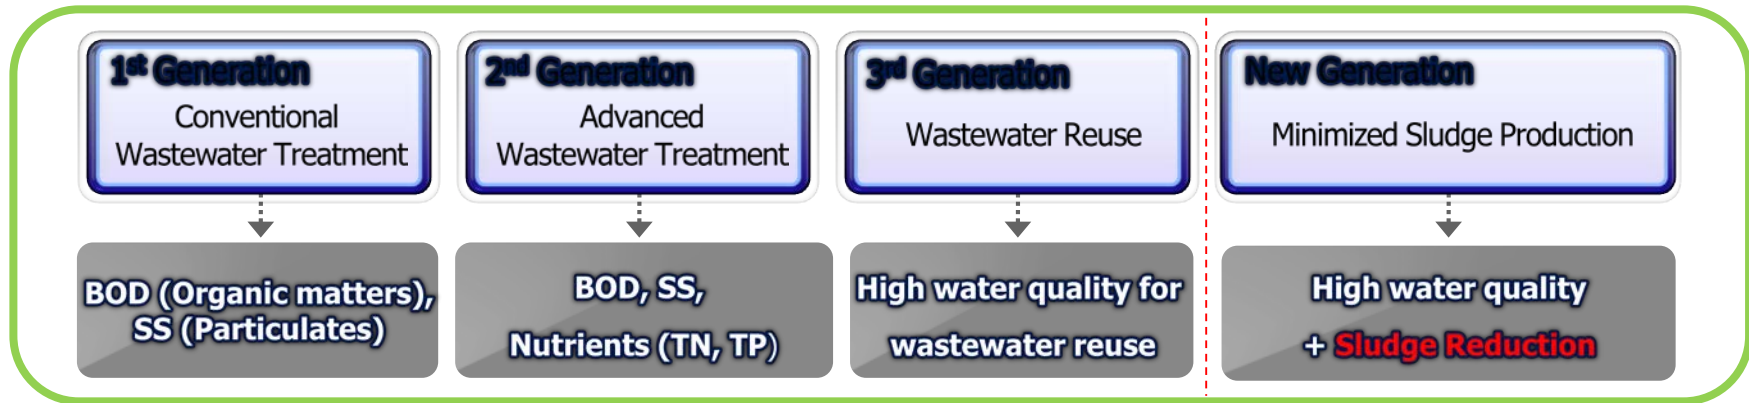 1st Generation
Conventional
Wastewater Treatment
BOD (Organic matters),
SS (Particulates)
2nd Generation
Advanced
Wastewater Treatment
BOD, SS,
Nutrients (TN, TP)
3rd Generation
Wastewater Reuse
High water quality for
wastewater reuse
New Generation
Minimized Sludge Production
High water quality
+ Sludge Reduction